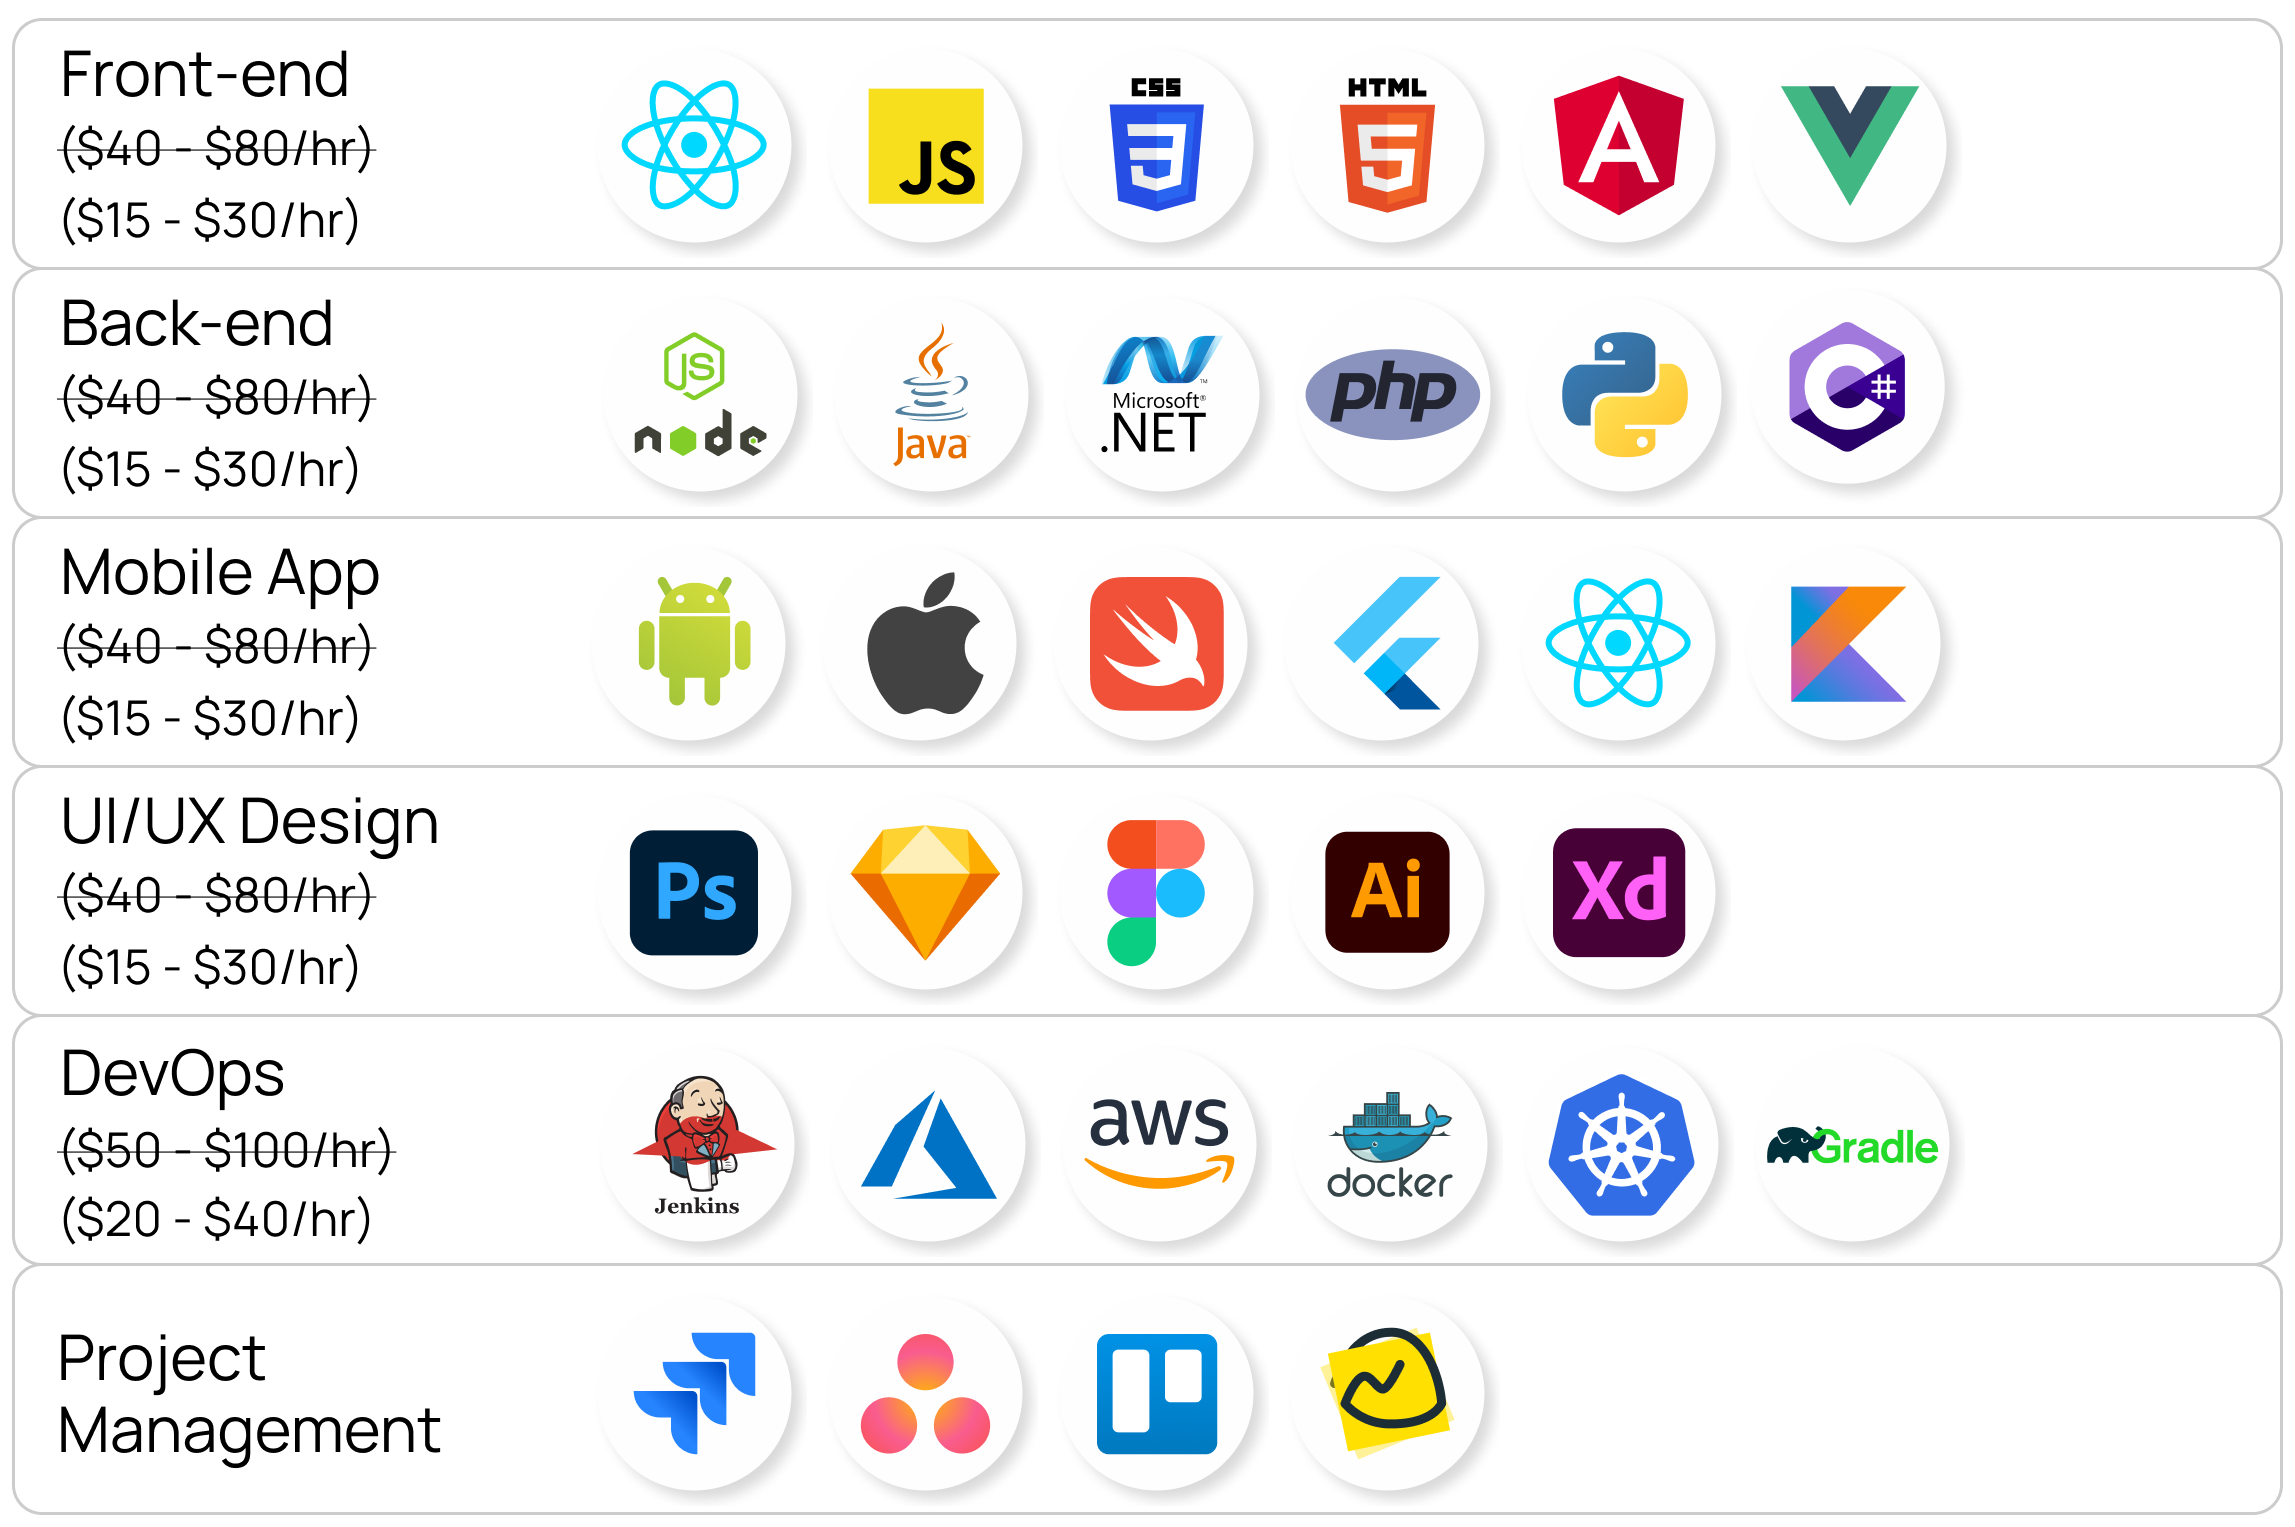 Front-end
($40 - $80/hr)
($15 - $30/hr)
JS
CSS
3
HTML
5
A
Back-end
($40 - $80/hr)
($15 - $30/hr)
JS
node
Java
Microsoft®
.NET
php
C#
Mobile App
($40 - $80/hr)
($15 - $30/hr)
UI/UX Design
($40 - $80/hr)
($15 - $30/hr)
Ps
Ai
Xd
DevOps
($50 - $100/hr)
($20 - $40/hr)
Jenkins
aws
docker
Gradle
Project
Management